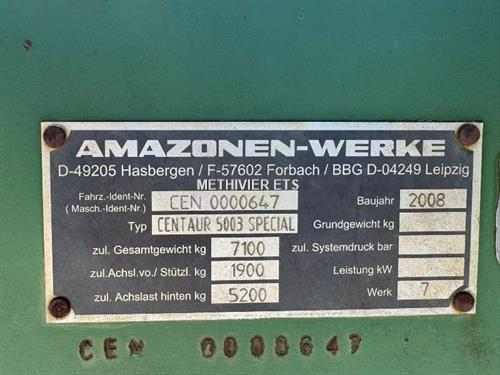 AMAZONEN-WERKE
D-49205 Hasbergen / F-57602 Forbach / BBG D-04249 Leipzig
METHIVIER ETS
Fahrz.-Ident-Nr. CEN 0000647 Baujahr 2008
( Masch.-Ident-Nr.) Grundgewicht kg
Typ CENTAUR 5003 SPECIAL
zul. Gesamtgewicht kg 7100 zul. Systemdruck bar
zul.Achsl.vo./ Stützl. kg 1900 Leistung kW
zul. Achslast hinten kg 5200 Werk 7
CEN 0000647